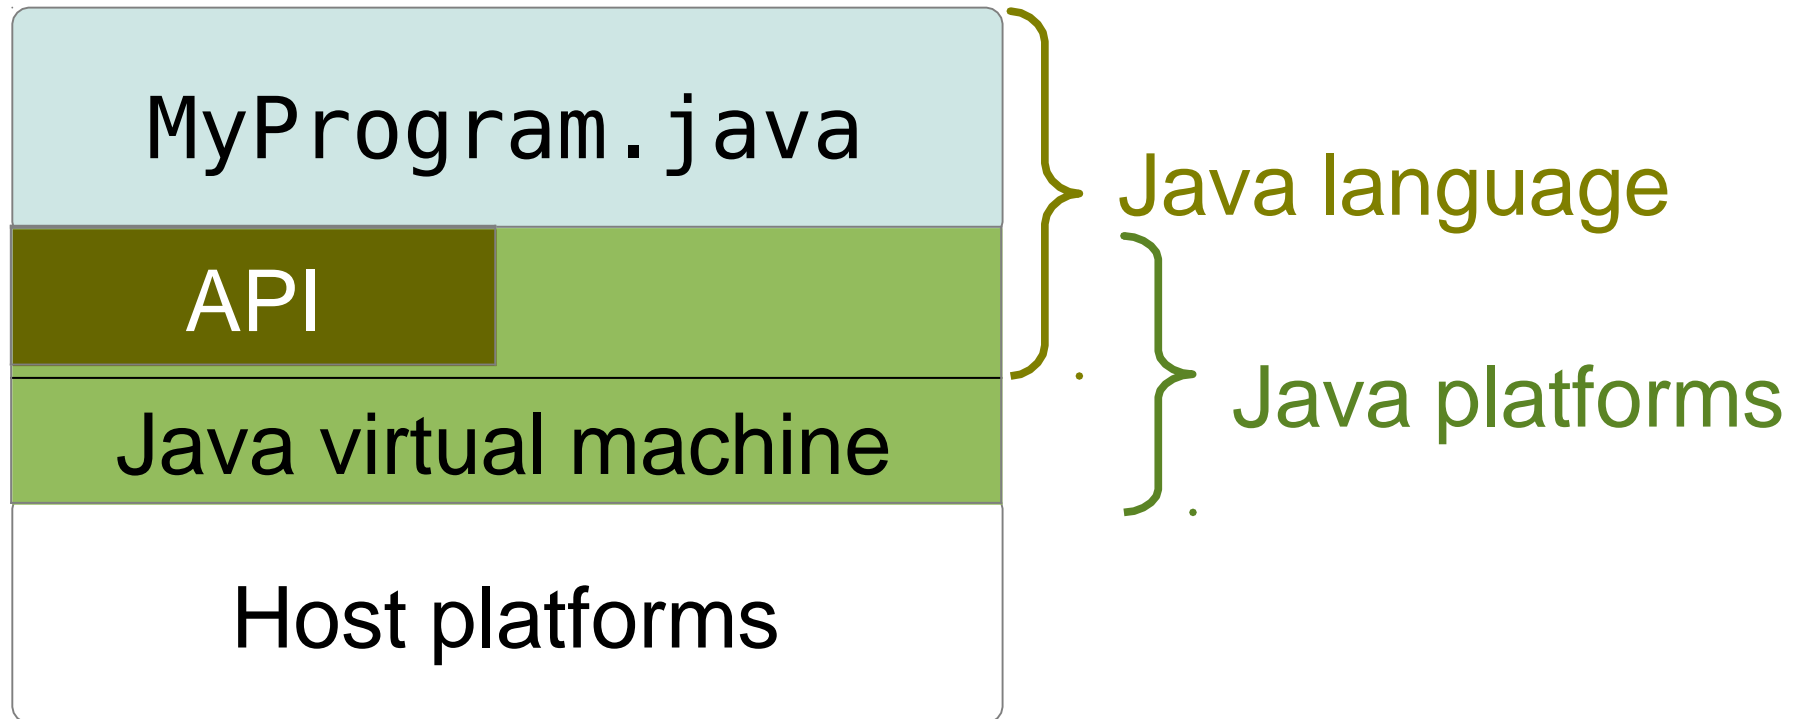 MyProgram.java
Java language
API
Java platforms
Java virtual machine
Host platforms